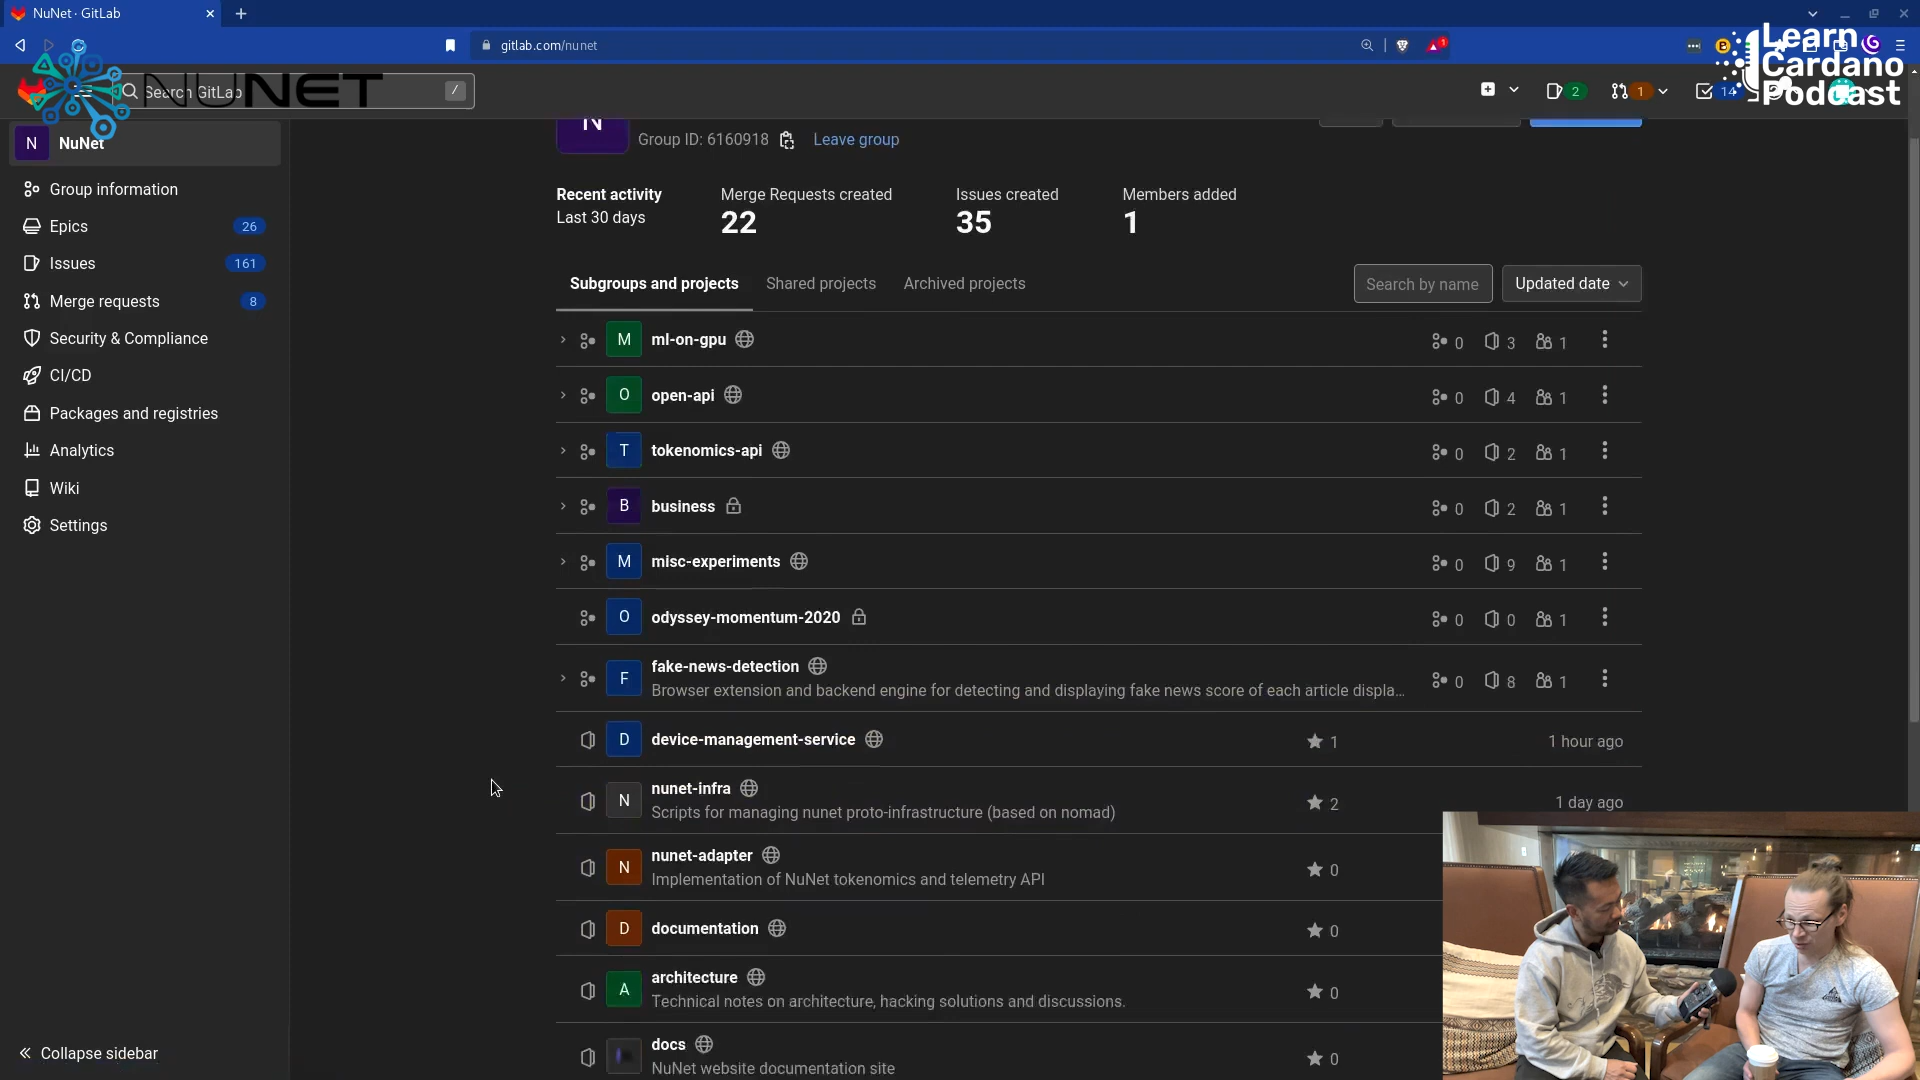 NuNet · GitLab
gitlab.com/nunet
1
Learn
Cardano
Podcast
NUNET
Search GitLab
/
2
1
14
N NuNet
Group information
Epics 26
Issues 161
Merge requests 8
Security & Compliance
CI/CD
Packages and registries
Analytics
Wiki
Settings
Collapse sidebar
N
Group ID: 6160918 Leave group
Recent activity
Last 30 days
Merge Requests created
22
Issues created
35
Members added
1
Subgroups and projects Shared projects Archived projects Search by name Updated date
M ml-on-gpu 0 3 1
O open-api 0 4 1
T tokenomics-api 0 2 1
B business 0 2 1
M misc-experiments 0 9 1
O odyssey-momentum-2020 0 0 1
F fake-news-detection 0 8 1
Browser extension and backend engine for detecting and displaying fake news score of each article displa...
D device-management-service 1 1 hour ago
N nunet-infra 2 1 day ago
Scripts for managing nunet proto-infrastructure (based on nomad)
N nunet-adapter 0
Implementation of NuNet tokenomics and telemetry API
D documentation 0
A architecture 0
Technical notes on architecture, hacking solutions and discussions.
docs 0
NuNet website documentation site